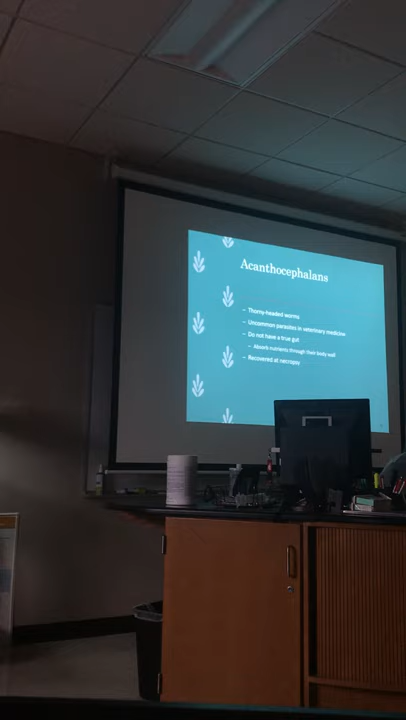 Acanthocephalans
– Thorny-headed worms
– Uncommon parasites in veterinary medicine
– Do not have a true gut
– Absorb nutrients through their body wall
– Recovered at necropsy